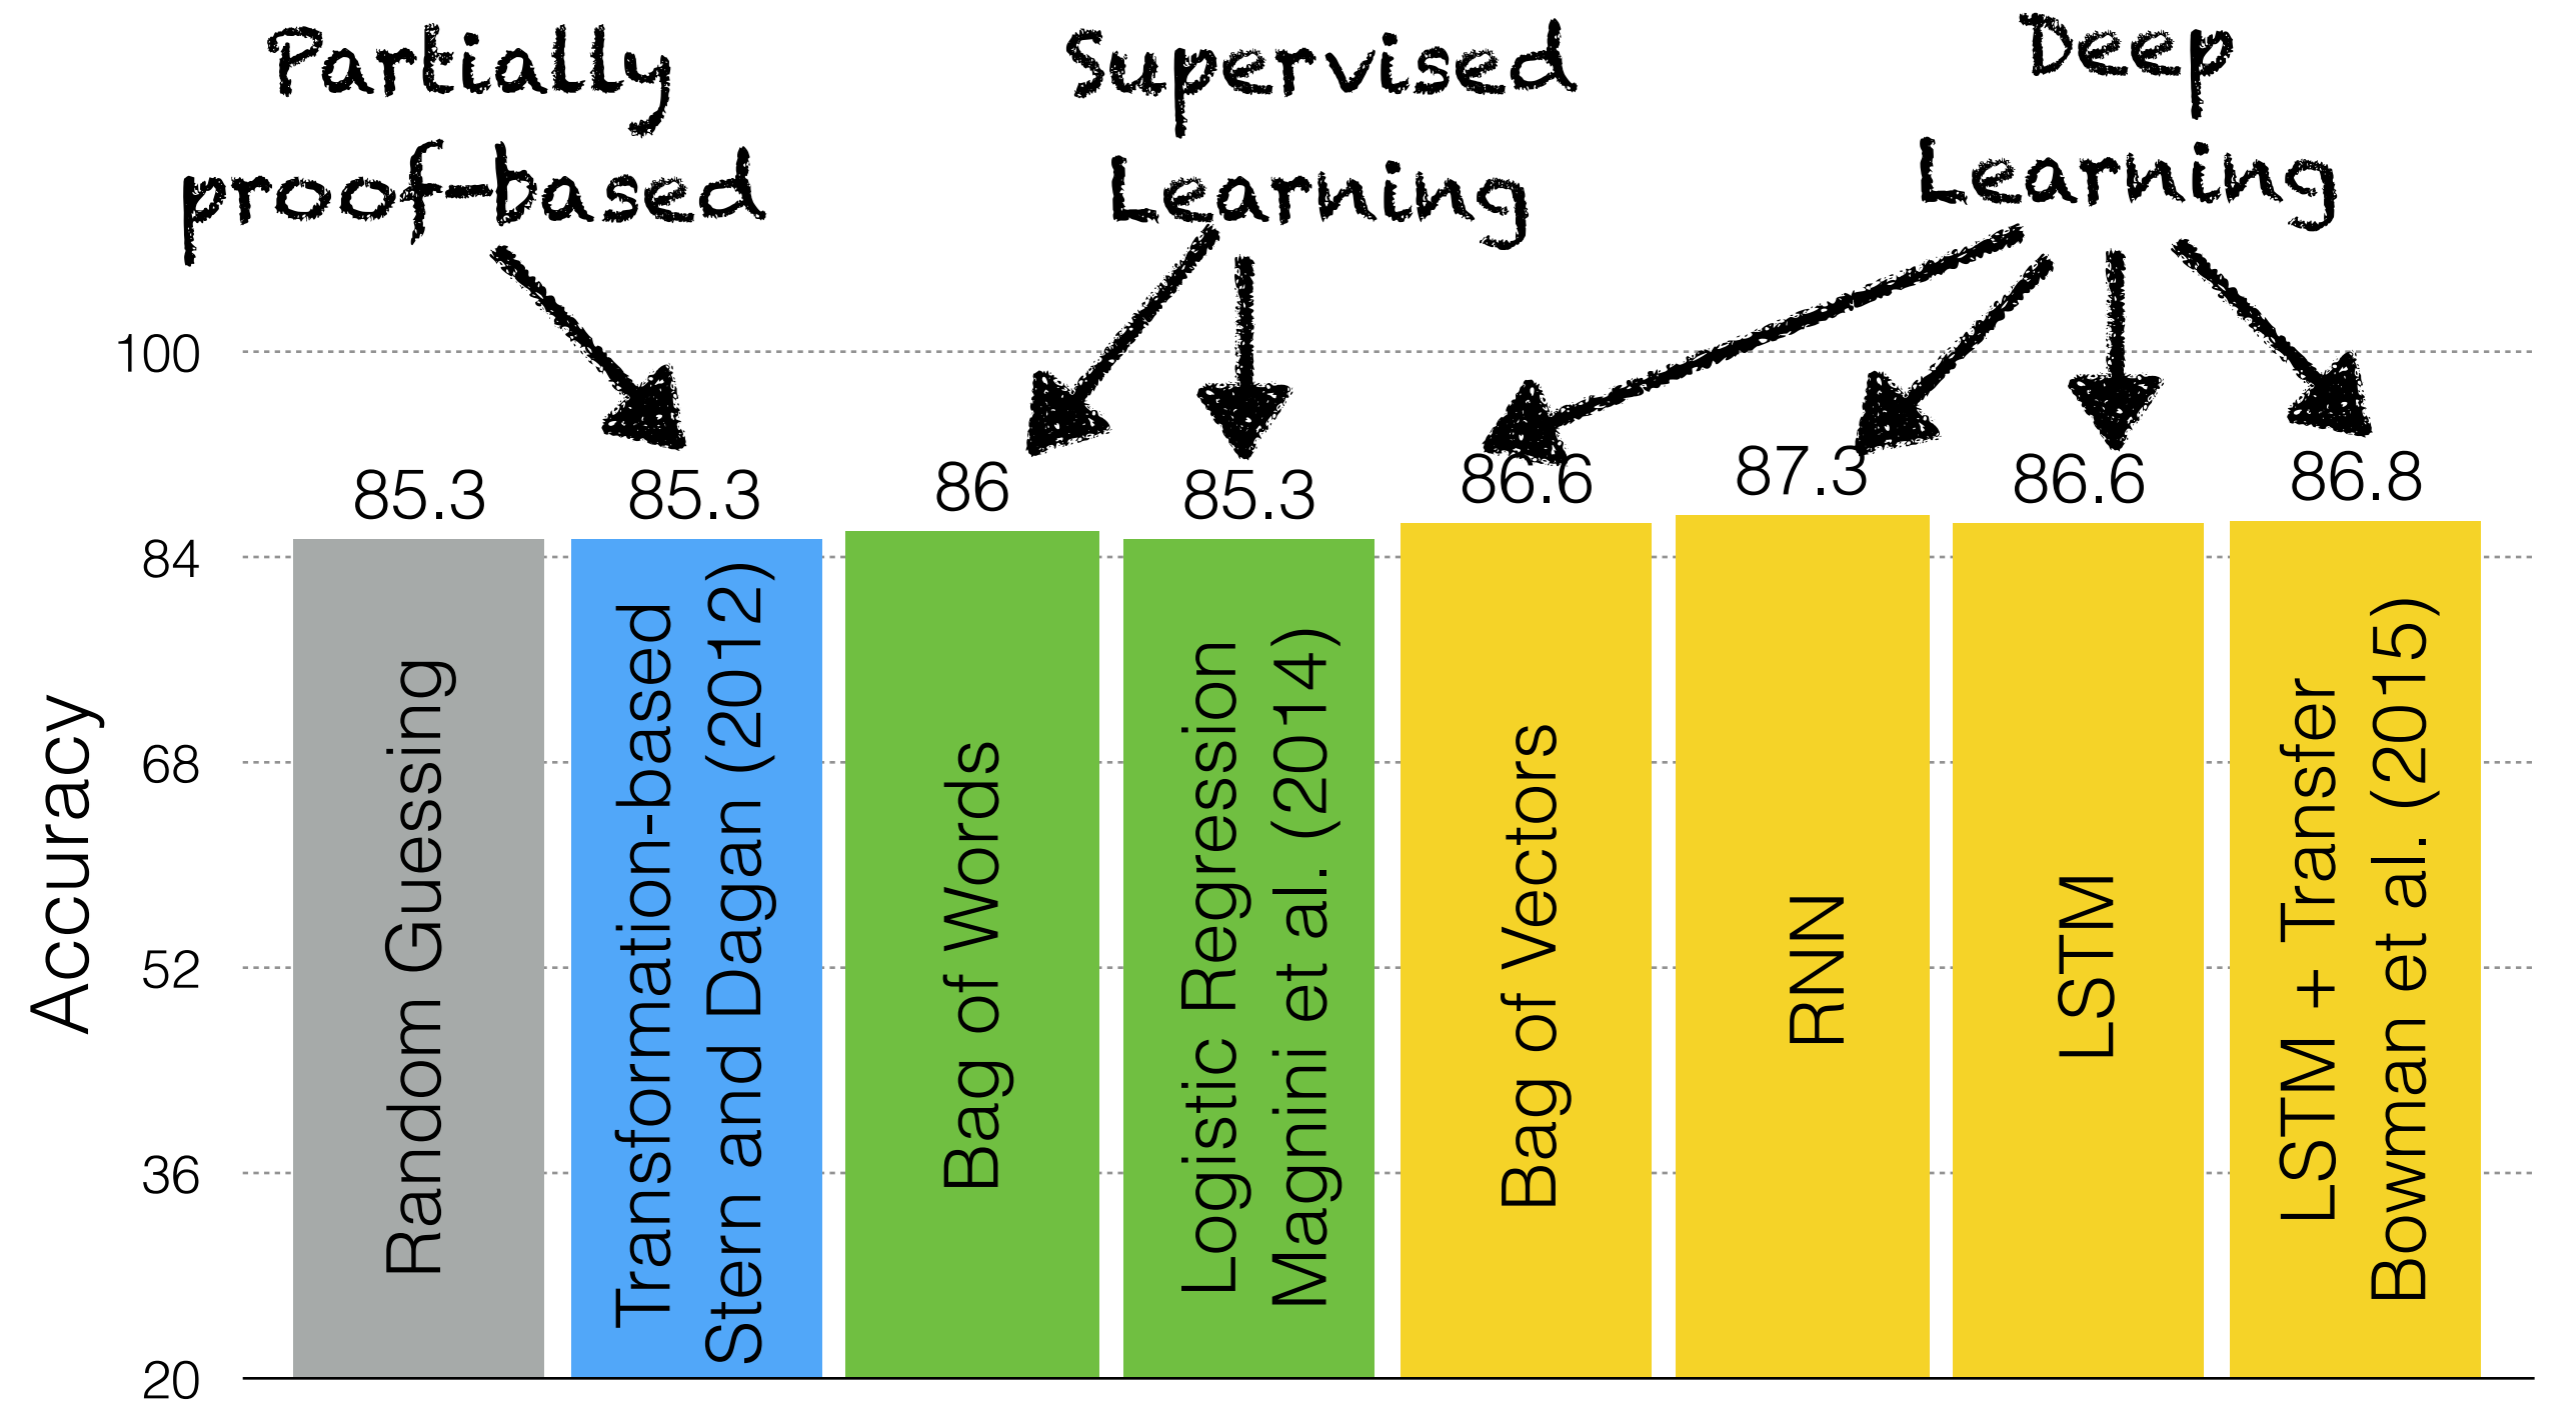 Partially
proof-based
Supervised
Learning
Deep
Learning
Accuracy
100
84
68
52
36
20
85.3
85.3
86
85.3
86.6
87.3
86.6
86.8
Random Guessing
Transformation-based
Stern and Dagan (2012)
Bag of Words
Logistic Regression
Magnini et al. (2014)
Bag of Vectors
RNN
LSTM
LSTM + Transfer
Bowman et al. (2015)